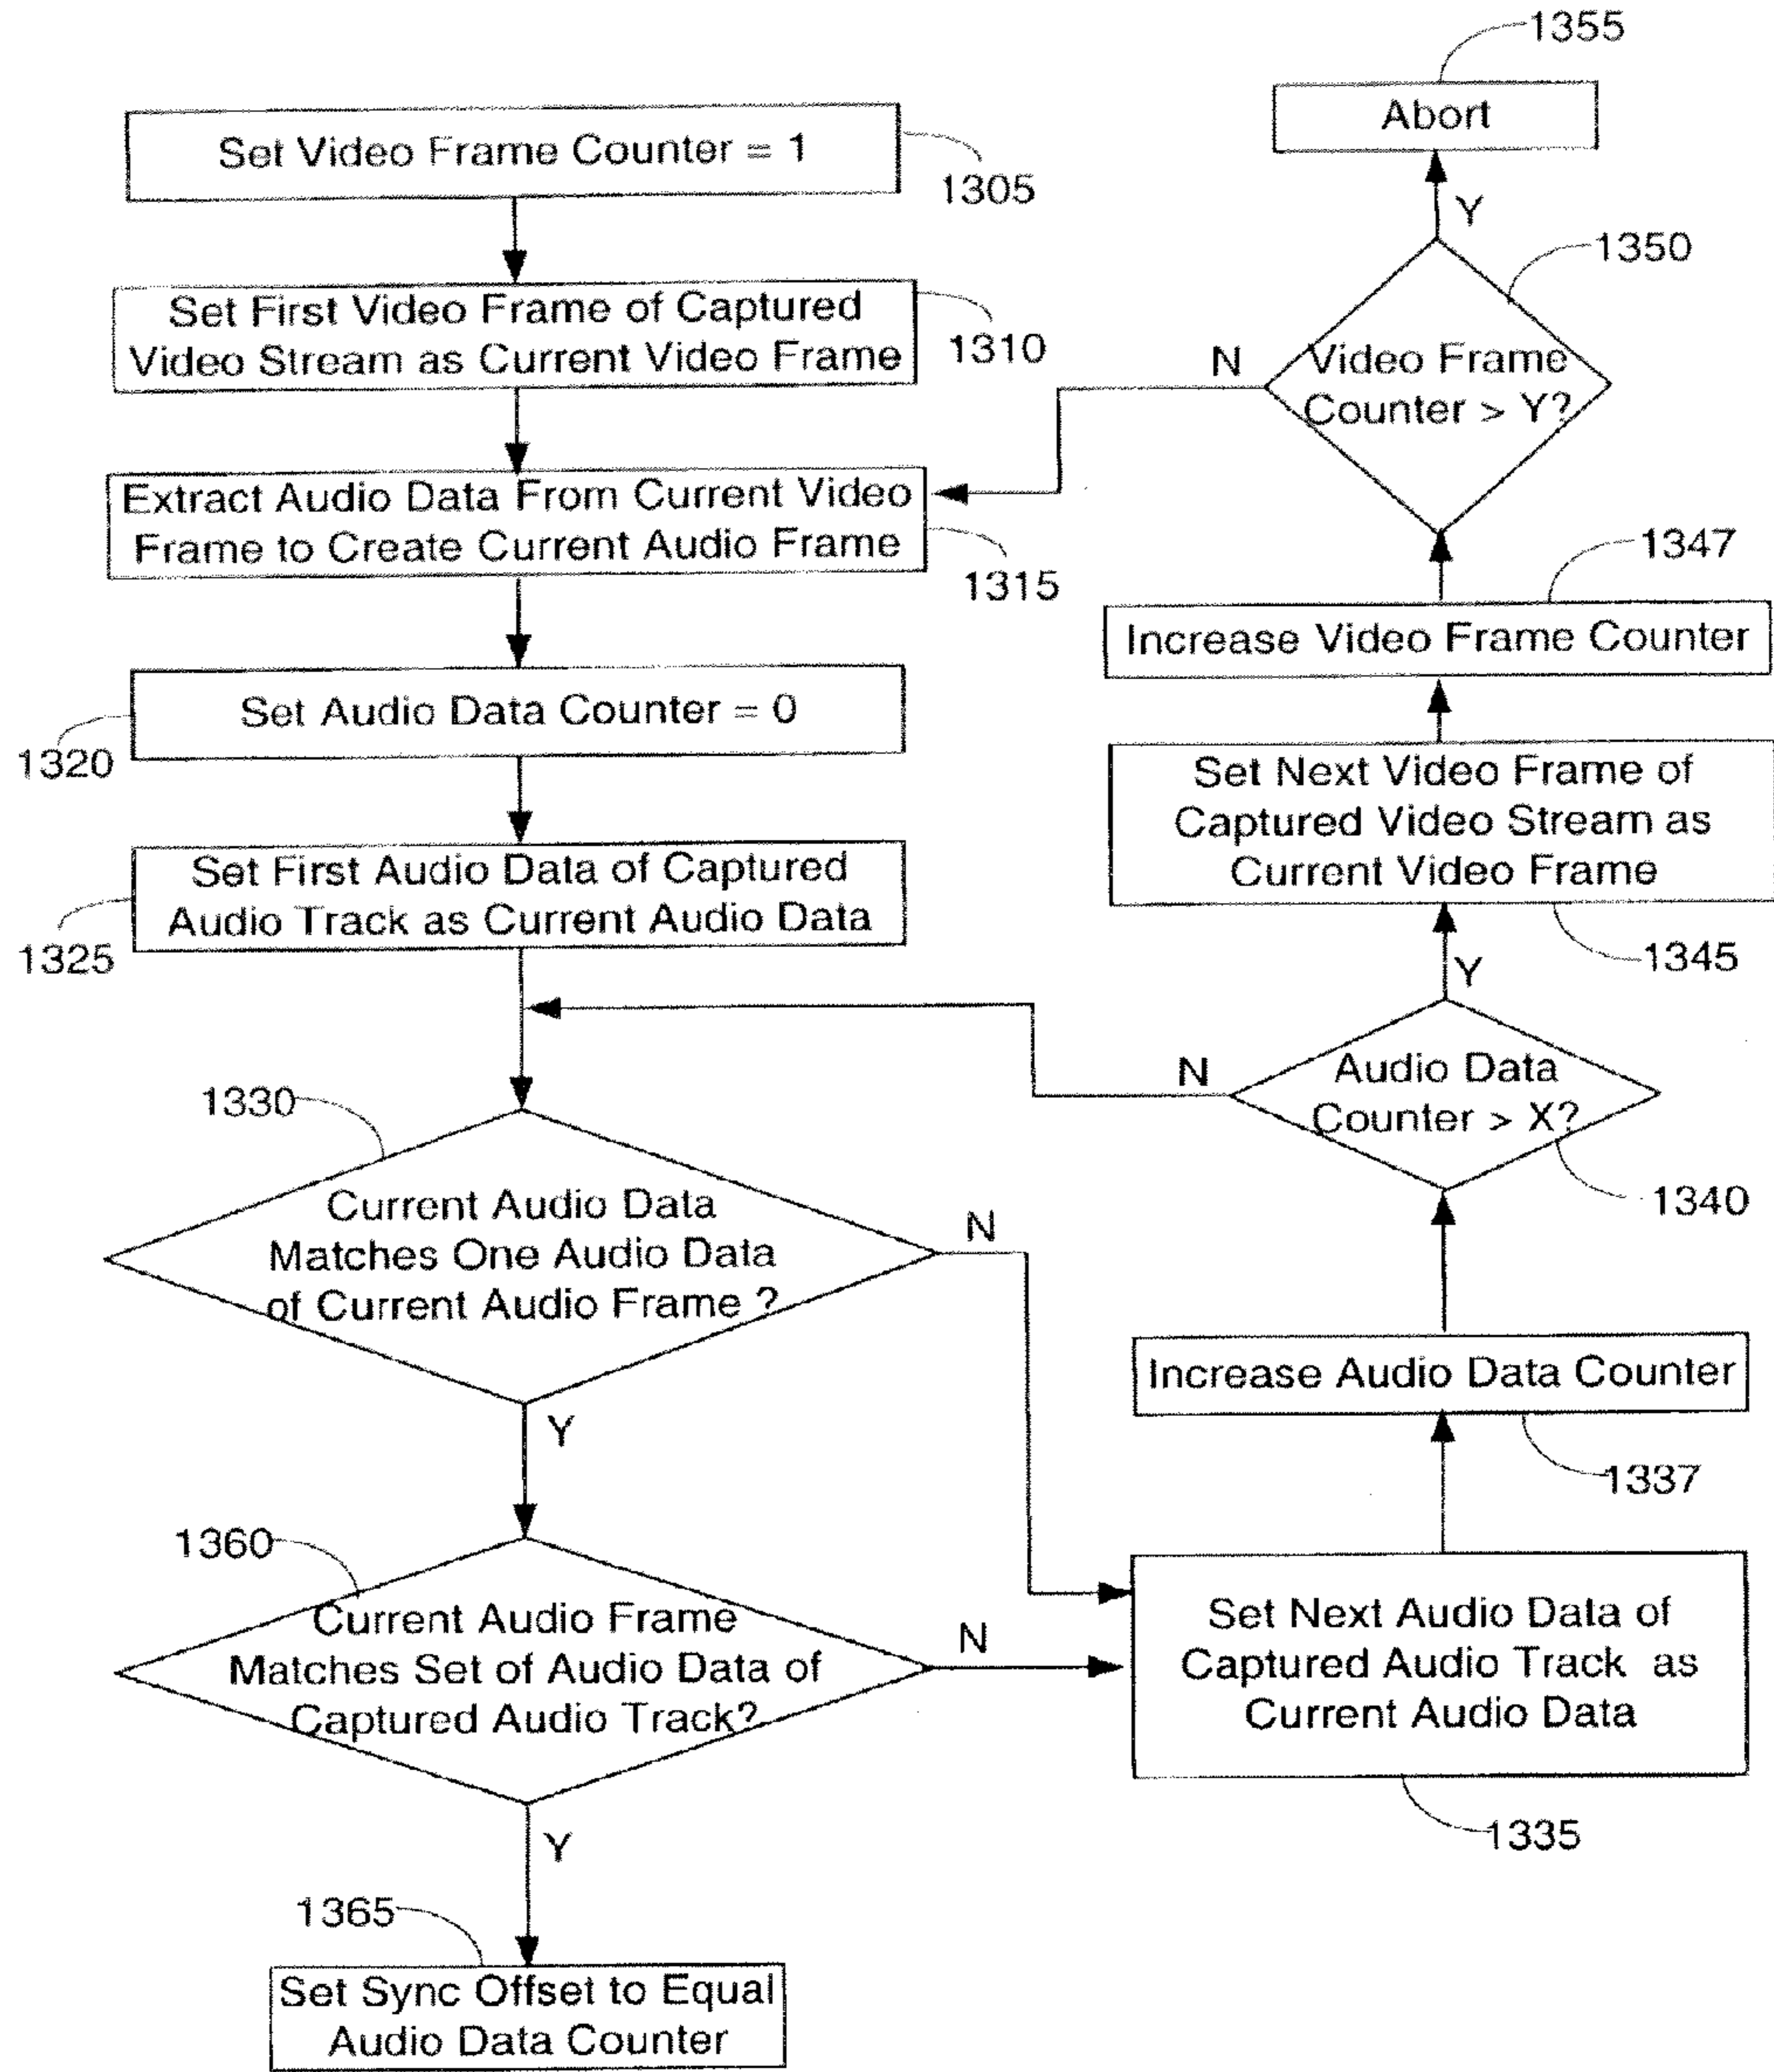 Set Video Frame Counter = 1
1305
Set First Video Frame of Captured
Video Stream as Current Video Frame
1310
Extract Audio Data From Current Video
Frame to Create Current Audio Frame
1315
Set Audio Data Counter = 0
1320
Set First Audio Data of Captured
Audio Track as Current Audio Data
1325
1330
Current Audio Data
Matches One Audio Data
of Current Audio Frame ?
N
Y
1360
Current Audio Frame
Matches Set of Audio Data of
Captured Audio Track?
N
Y
1365
Set Sync Offset to Equal
Audio Data Counter
1355
Abort
Y
1350
Video Frame
Counter > Y?
N
1347
Increase Video Frame Counter
Set Next Video Frame of
Captured Video Stream as
Current Video Frame
1345
Y
Audio Data
Counter > X?
N
1340
Increase Audio Data Counter
1337
Set Next Audio Data of
Captured Audio Track as
Current Audio Data
1335